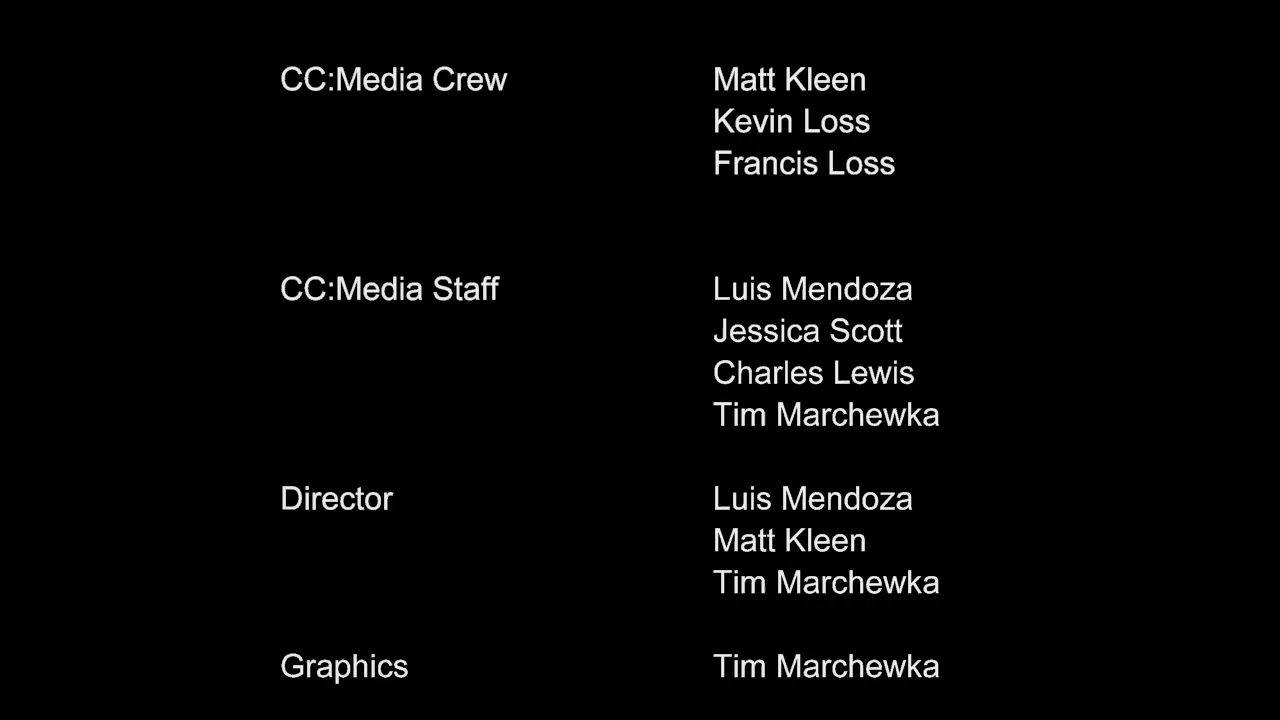 CC:Media Crew Matt Kleen
Kevin Loss
Francis Loss
CC:Media Staff Luis Mendoza
Jessica Scott
Charles Lewis
Tim Marchewka
Director Luis Mendoza
Matt Kleen
Tim Marchewka
Graphics Tim Marchewka